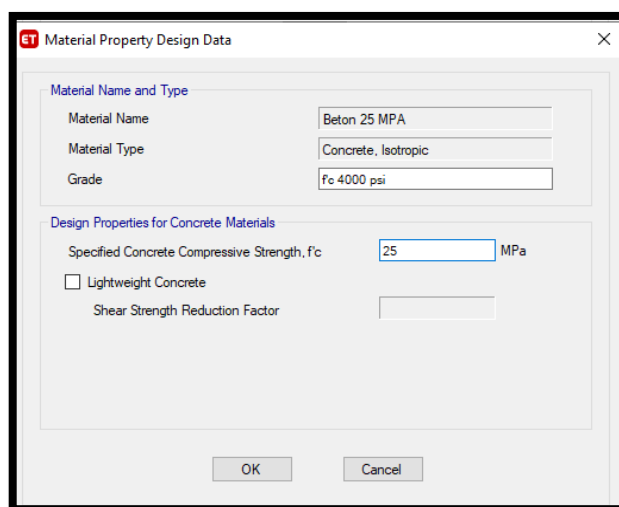 ET Material Property Design Data
Material Name and Type
Material Name Beton 25 MPA
Material Type Concrete, Isotropic
Grade f'c 4000 psi
Design Properties for Concrete Materials
Specified Concrete Compressive Strength, f'c 25 MPa
Lightweight Concrete
Shear Strength Reduction Factor
OK Cancel